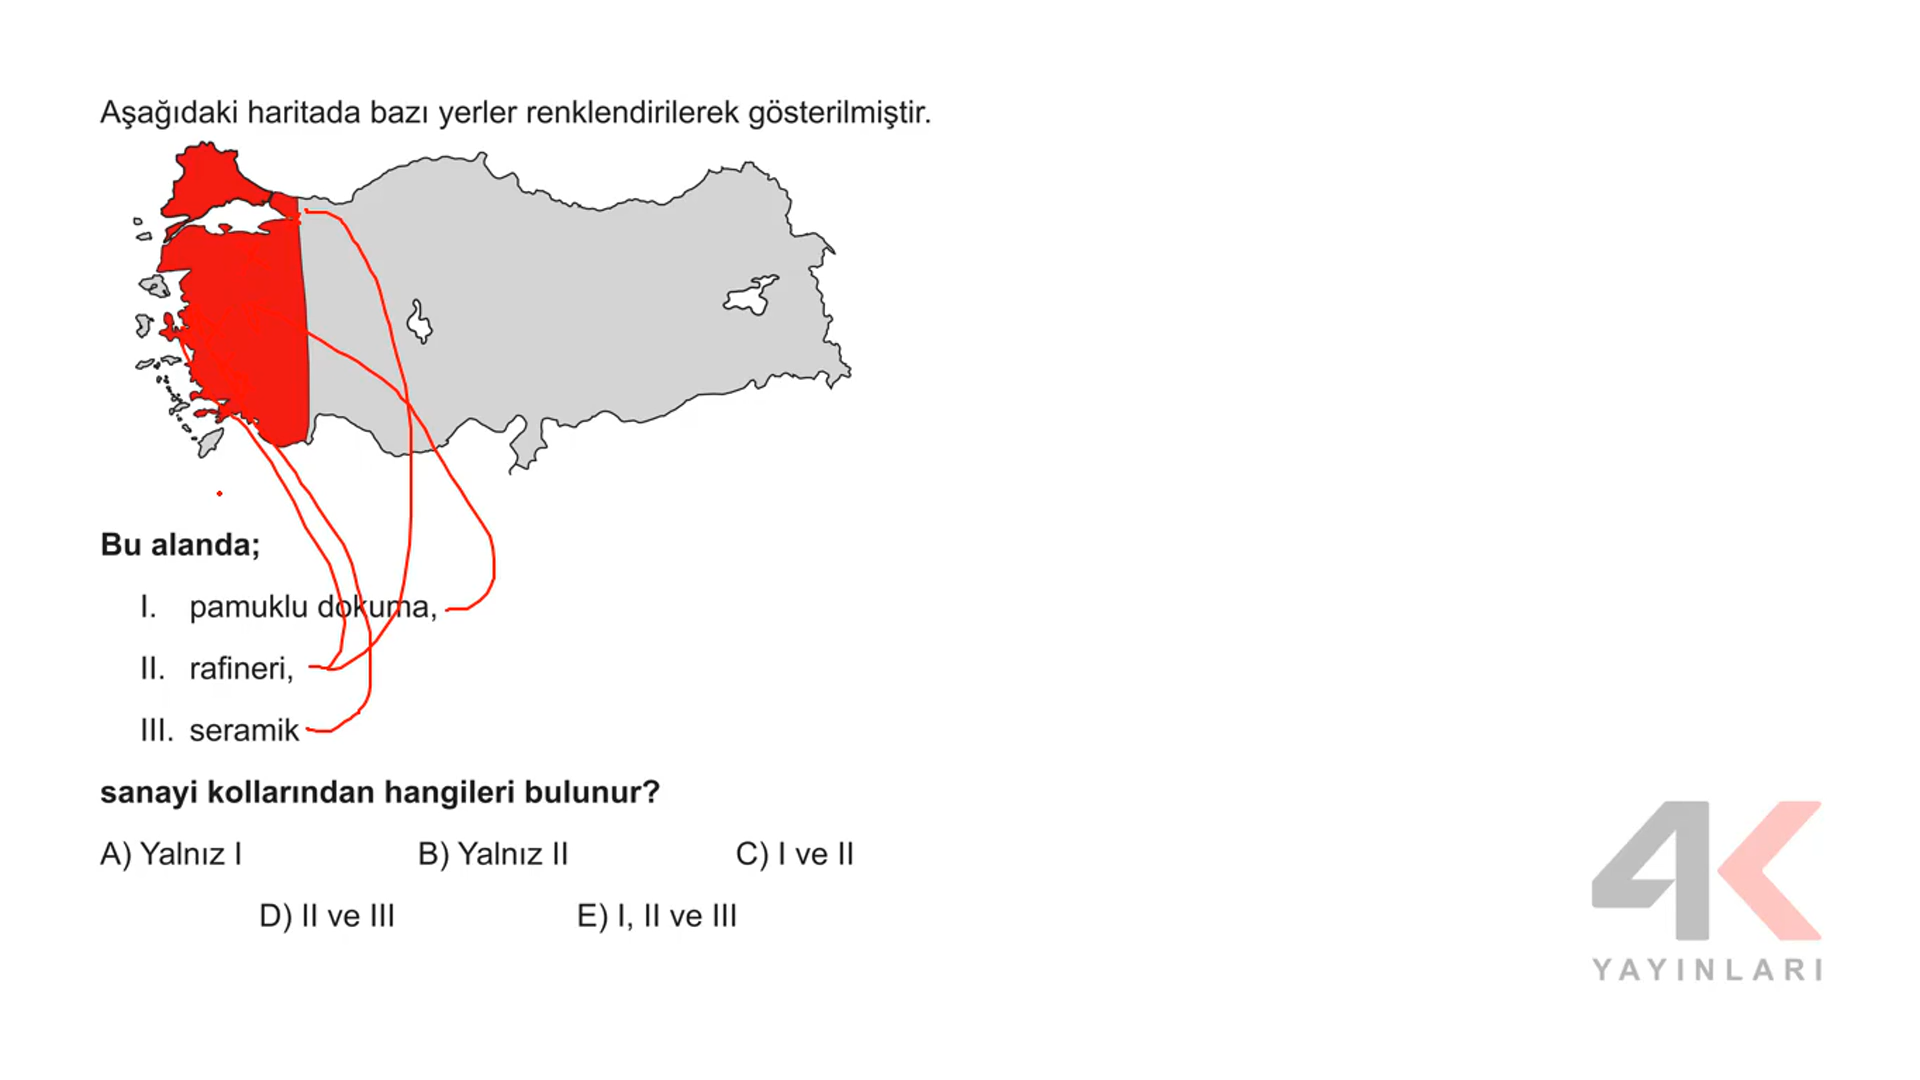 Aşağıdaki haritada bazı yerler renklendirilerek gösterilmiştir.
Bu alanda;
I. pamuklu dokuma,
II. rafineri,
III. seramik
sanayi kollarından hangileri bulunur?
A) Yalnız I B) Yalnız II C) I ve II
D) II ve III E) I, II ve III
4K
YAYINLARI